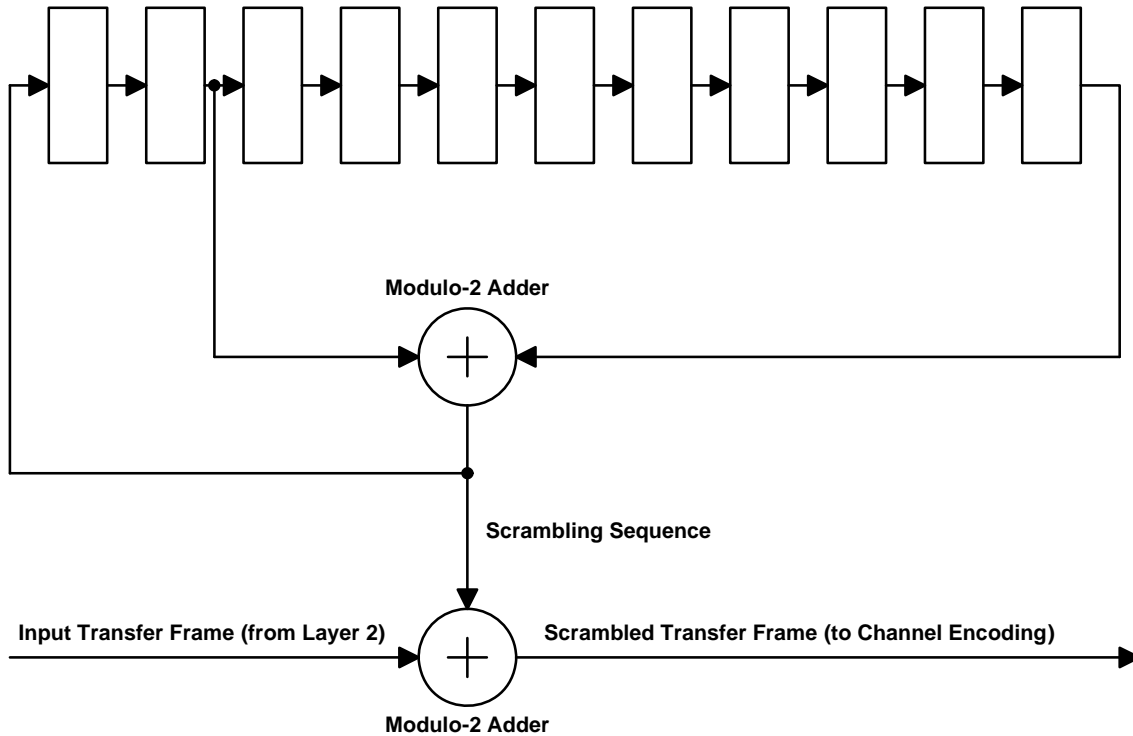 Modulo-2 Adder
Scrambling Sequence
Input Transfer Frame (from Layer 2)
Scrambled Transfer Frame (to Channel Encoding)
Modulo-2 Adder